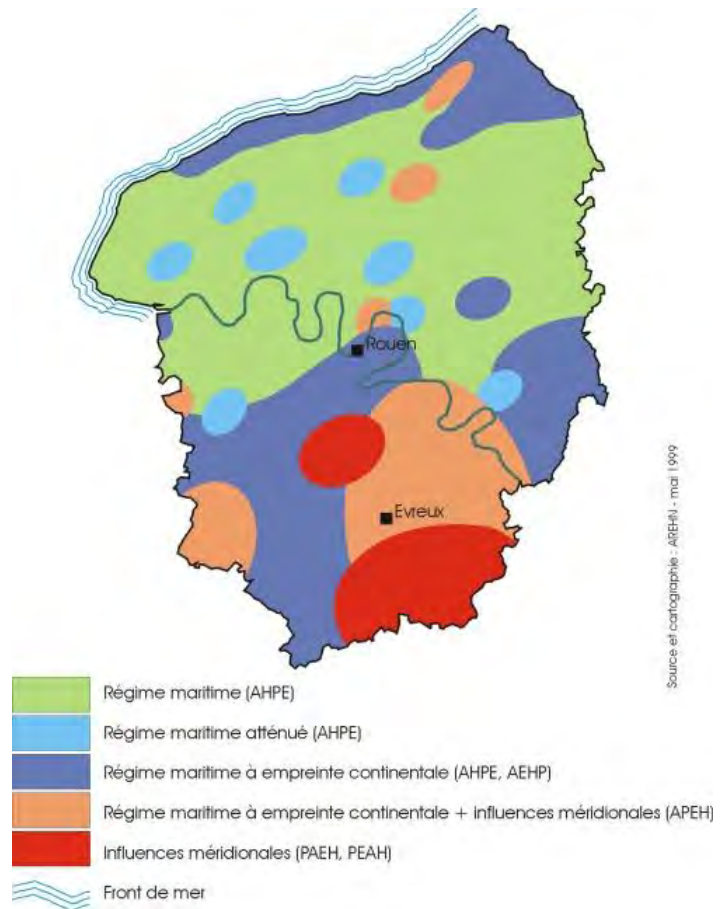 Rouen
Evreux
Source et cartographie : AREHN - mai 1999
Régime maritime (AHPE)
Régime maritime atténué (AHPE)
Régime maritime à empreinte continentale (AHPE, AEHP)
Régime maritime à empreinte continentale + influences méridionales (APEH)
Influences méridionales (PAEH, PEAH)
Front de mer